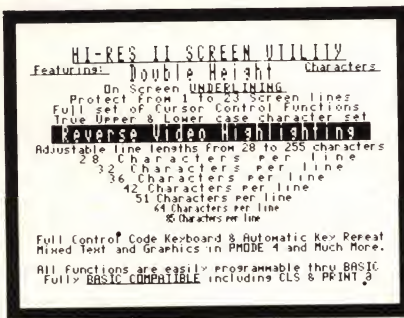 HI-RES II SCREEN UTILITY
Featuring: Double Height Characters
On Screen UNDERLINING
Protect from 1 to 23 Screen lines
Full set of Cursor Control Functions
True Upper & Lower case character set
Reverse Video Highlighting
Adjustable line lengths from 28 to 255 characters
28 Characters per line
32 Characters per line
36 Characters per line
42 Characters per line
51 Characters per line
64 Characters per line
85 Characters per line
Full Control Code Keyboard & Automatic Key Repeat
Mixed Text and Graphics in PMODE 4 and Much More.
All functions are easily programmable thru BASIC
Fully BASIC COMPATIBLE including CLS & PRINT @